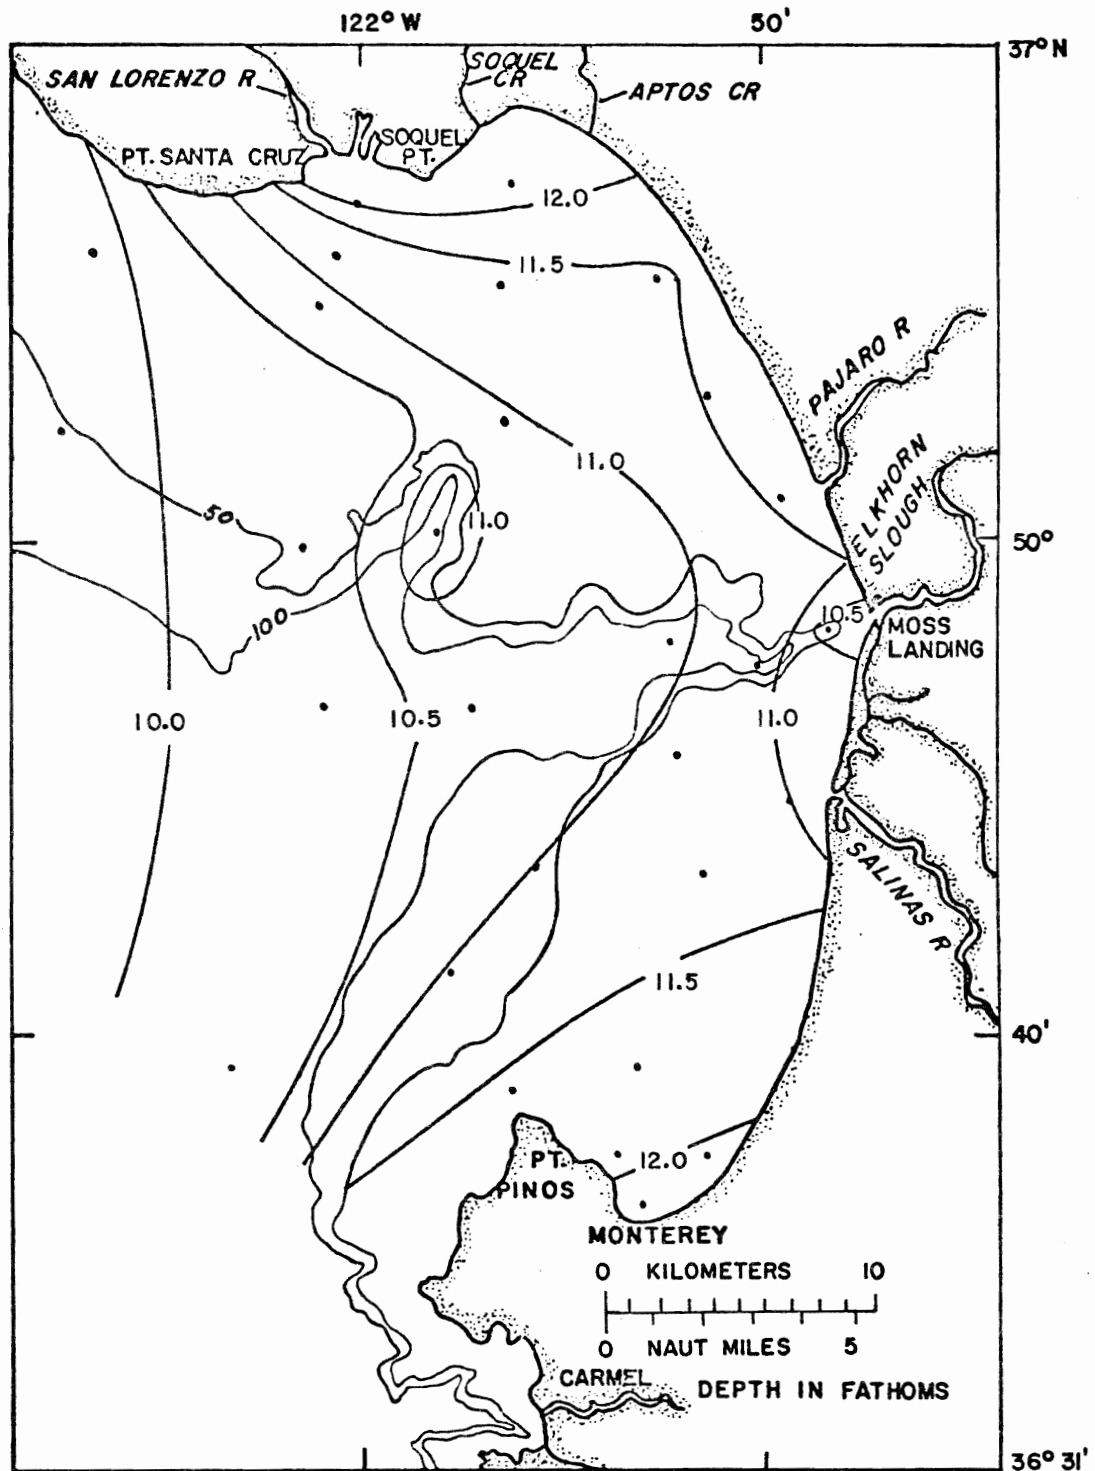 122° W
50'
37° N
SAN LORENZO R
SOQUEL
CR
APTOS CR
SOQUEL
PT.
PT. SANTA CRUZ
12.0
11.5
PAJARO R
11.0
ELKHORN
SLOUGH
50
11.0
50°
100
10.5
MOSS
LANDING
10.0
10.5
11.0
SALINAS R
11.5
40'
PT.
PINOS
12.0
MONTEREY
0 KILOMETERS 10
0 NAUT MILES 5
CARMEL
DEPTH IN FATHOMS
36° 31'